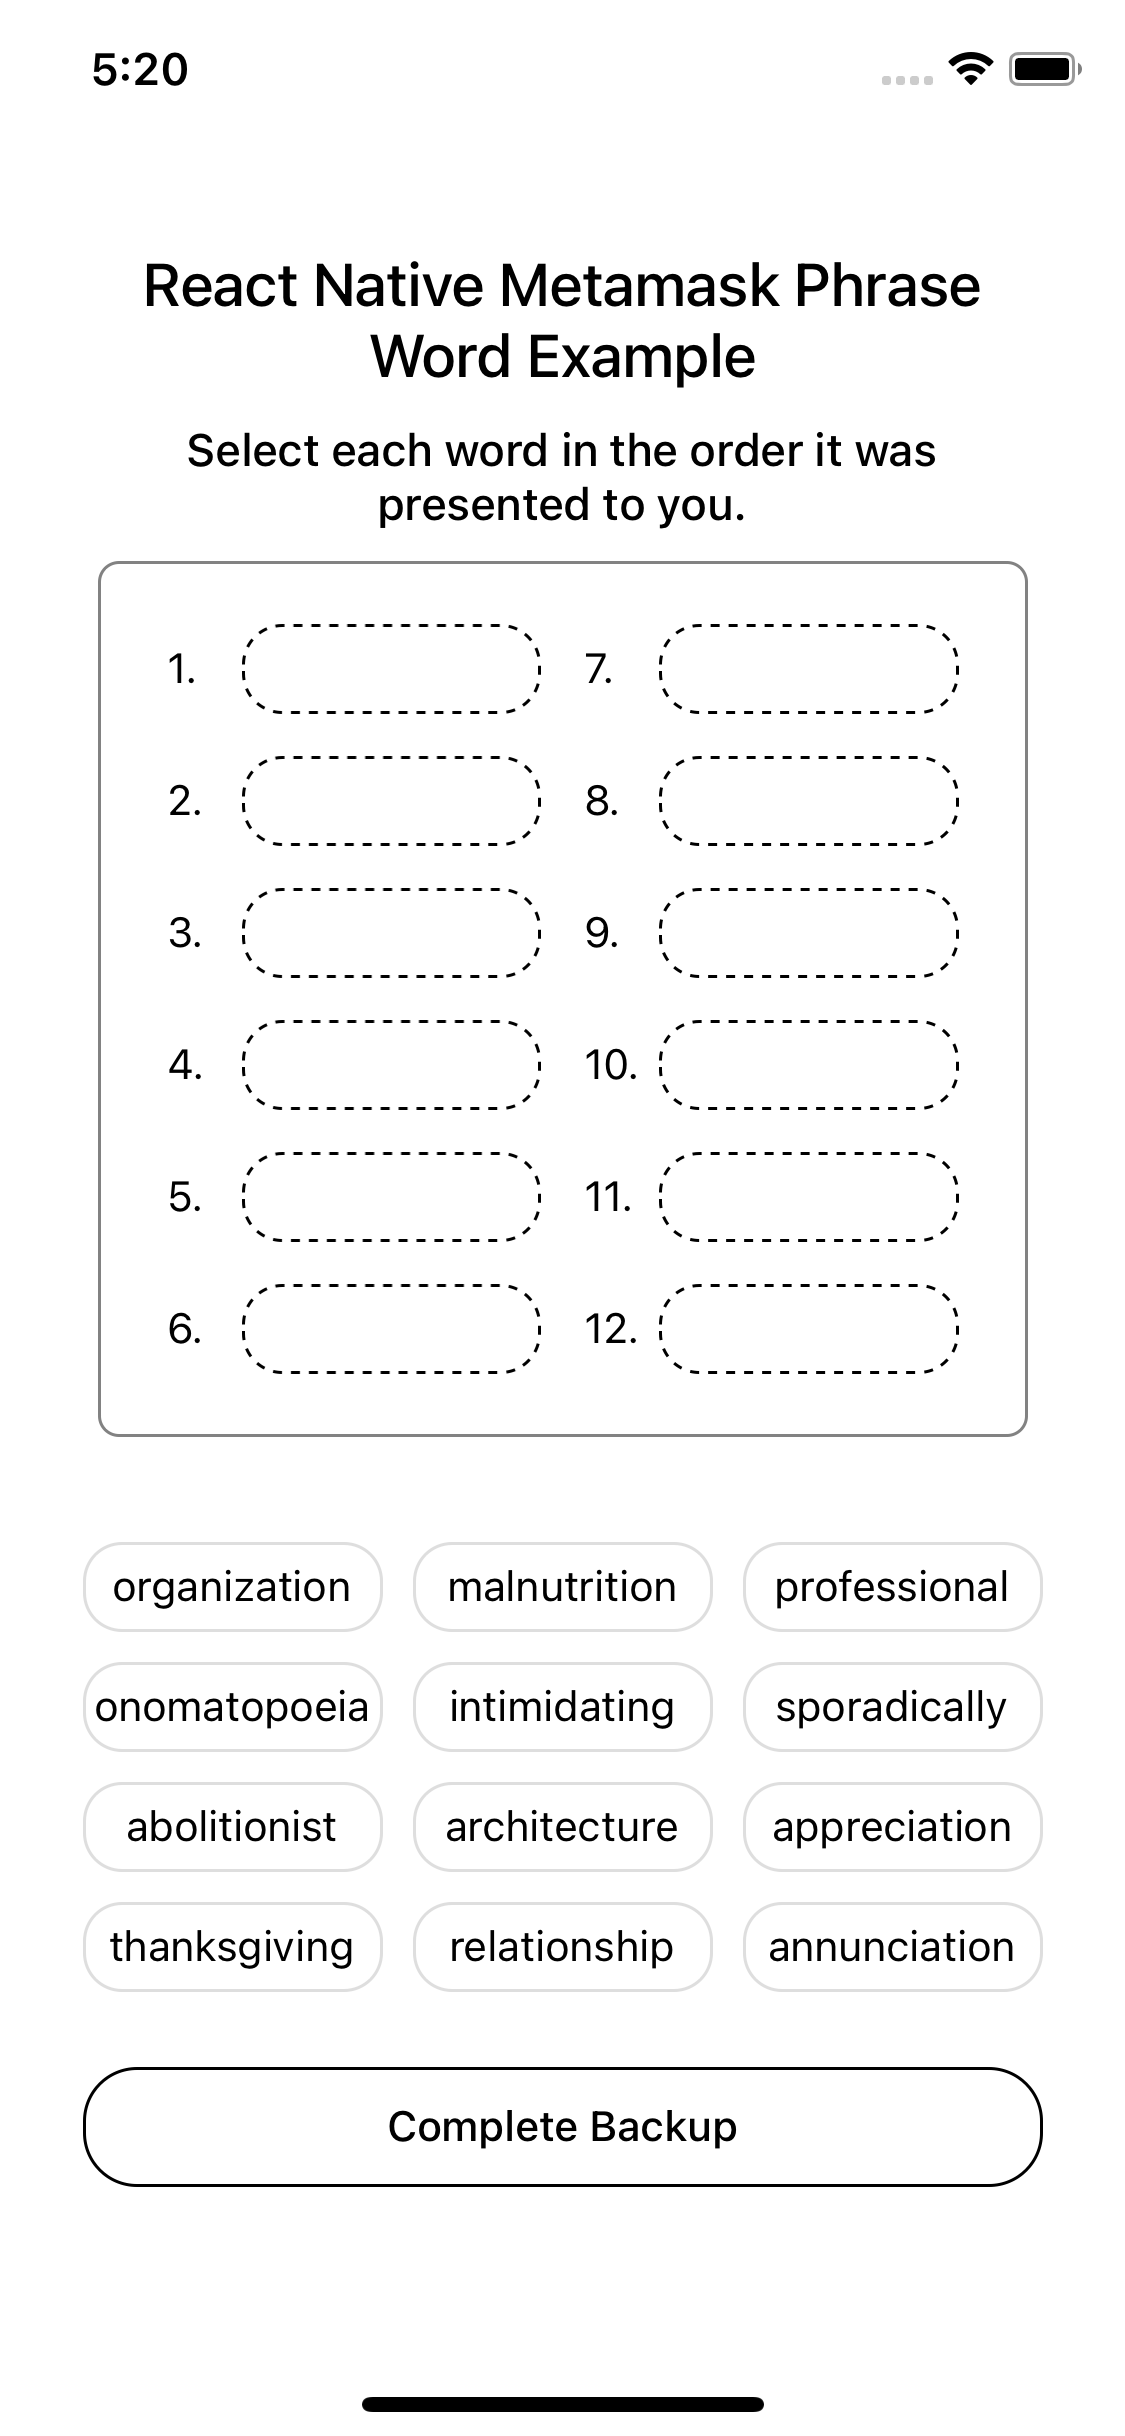 5:20
React Native Metamask Phrase
Word Example
Select each word in the order it was
presented to you.
1.
7.
2.
8.
3.
9.
4.
10.
5.
11.
6.
12.
organization malnutrition professional
onomatopoeia intimidating sporadically
abolitionist architecture appreciation
thanksgiving relationship annunciation
Complete Backup